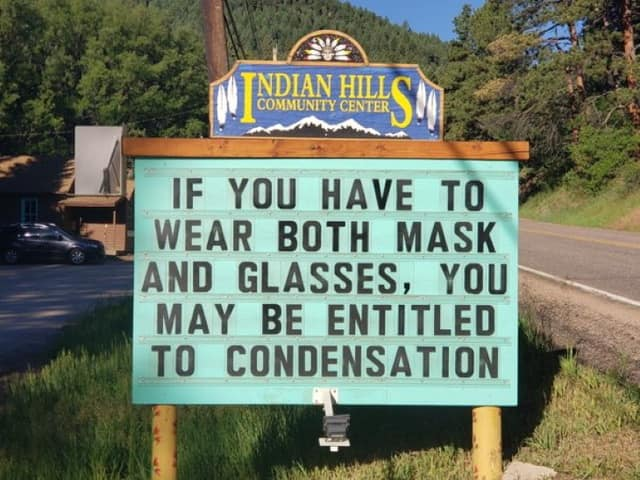 INDIAN HILLS
COMMUNITY CENTER
IF YOU HAVE TO
WEAR BOTH MASK
AND GLASSES, YOU
MAY BE ENTITLED
TO CONDENSATION